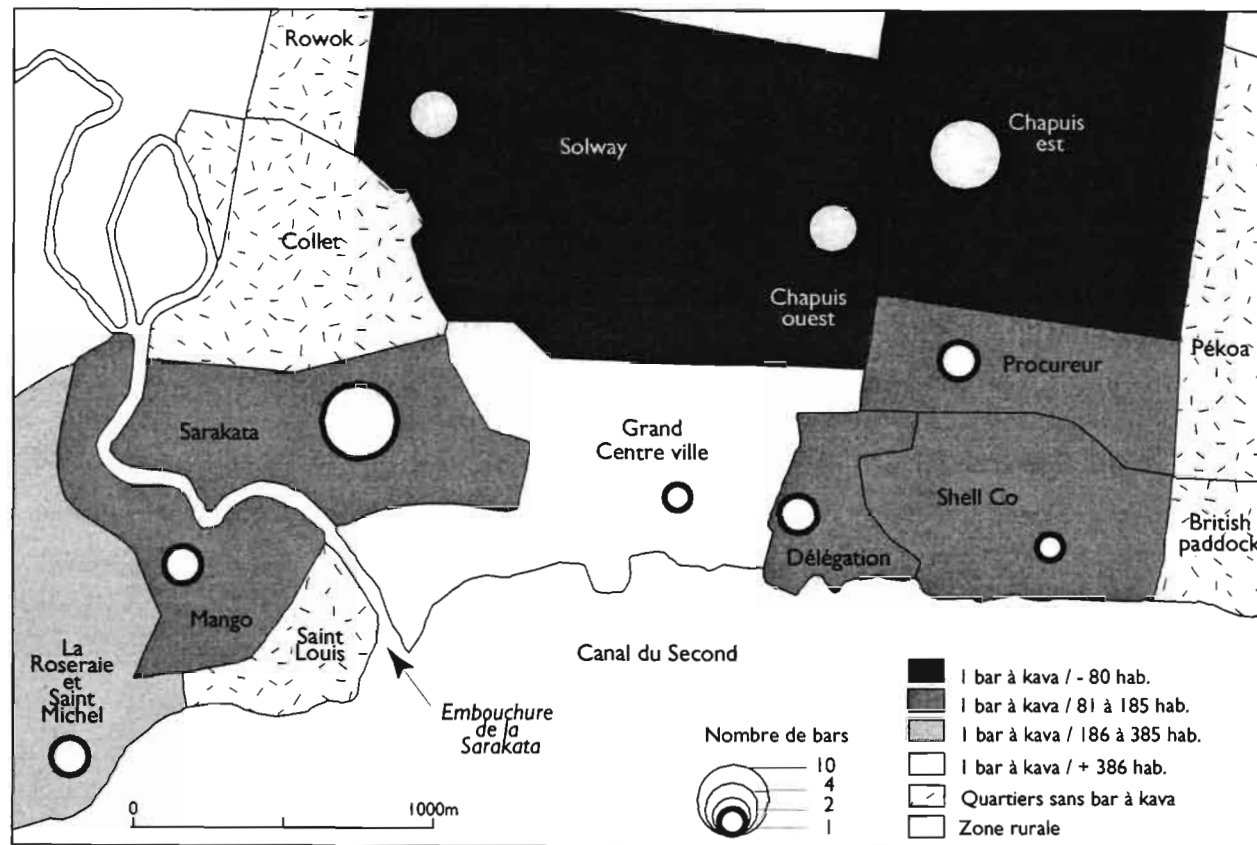 Rowok
Solway
Chapuis
est
Collet
Chapuis
ouest
Procureur
Pékoa
Sarakata
Grand
Centre ville
Shell Co
British
paddock
Délégation
Mango
Saint
Louis
La
Roseraie
et
Saint
Michel
Canal du Second
Embouchure
de la
Sarakata
0
1000m
Nombre de bars
10
4
2
1
1 bar à kava / - 80 hab.
1 bar à kava / 81 à 185 hab.
1 bar à kava / 186 à 385 hab.
1 bar à kava / + 386 hab.
Quartiers sans bar à kava
Zone rurale